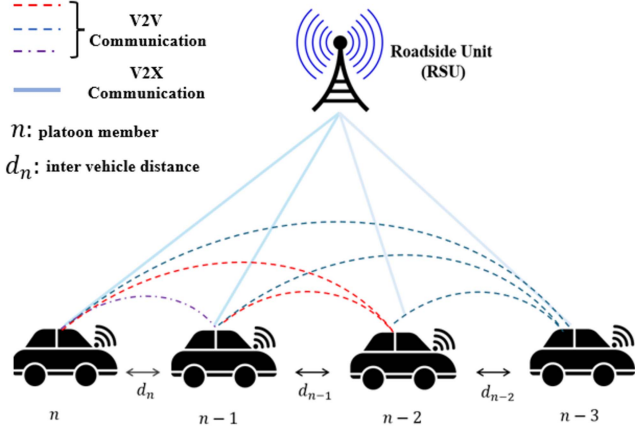 V2V
Communication
V2X
Communication
n: platoon member
dₙ: inter vehicle distance
Roadside Unit
(RSU)
dₙ
dₙ₋₁
dₙ₋₂
n
n − 1
n − 2
n − 3